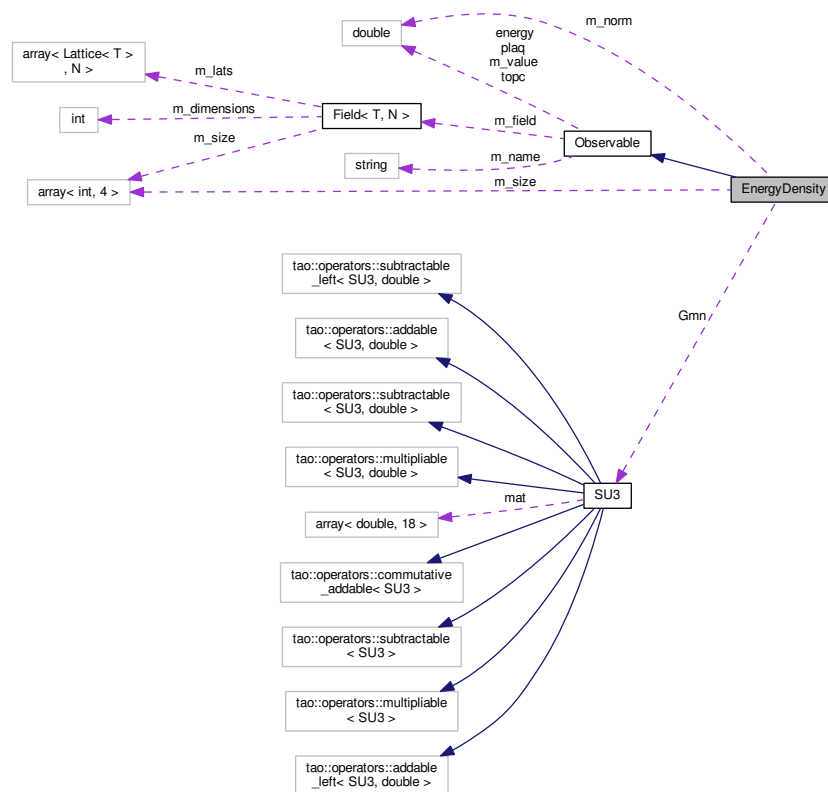 m_norm
double
energy
plaq
m_value
topc
array< Lattice< T >
, N >
m_lats
m_dimensions
int
Field< T, N >
m_field
m_size
Observable
string
m_name
EnergyDensity
array< int, 4 >
m_size
tao::operators::subtractable
_left< SU3, double >
Gmn
tao::operators::addable
< SU3, double >
tao::operators::subtractable
< SU3, double >
tao::operators::multipliable
< SU3, double >
SU3
mat
array< double, 18 >
tao::operators::commutative
_addable< SU3 >
tao::operators::subtractable
< SU3 >
tao::operators::multipliable
< SU3 >
tao::operators::addable
_left< SU3, double >